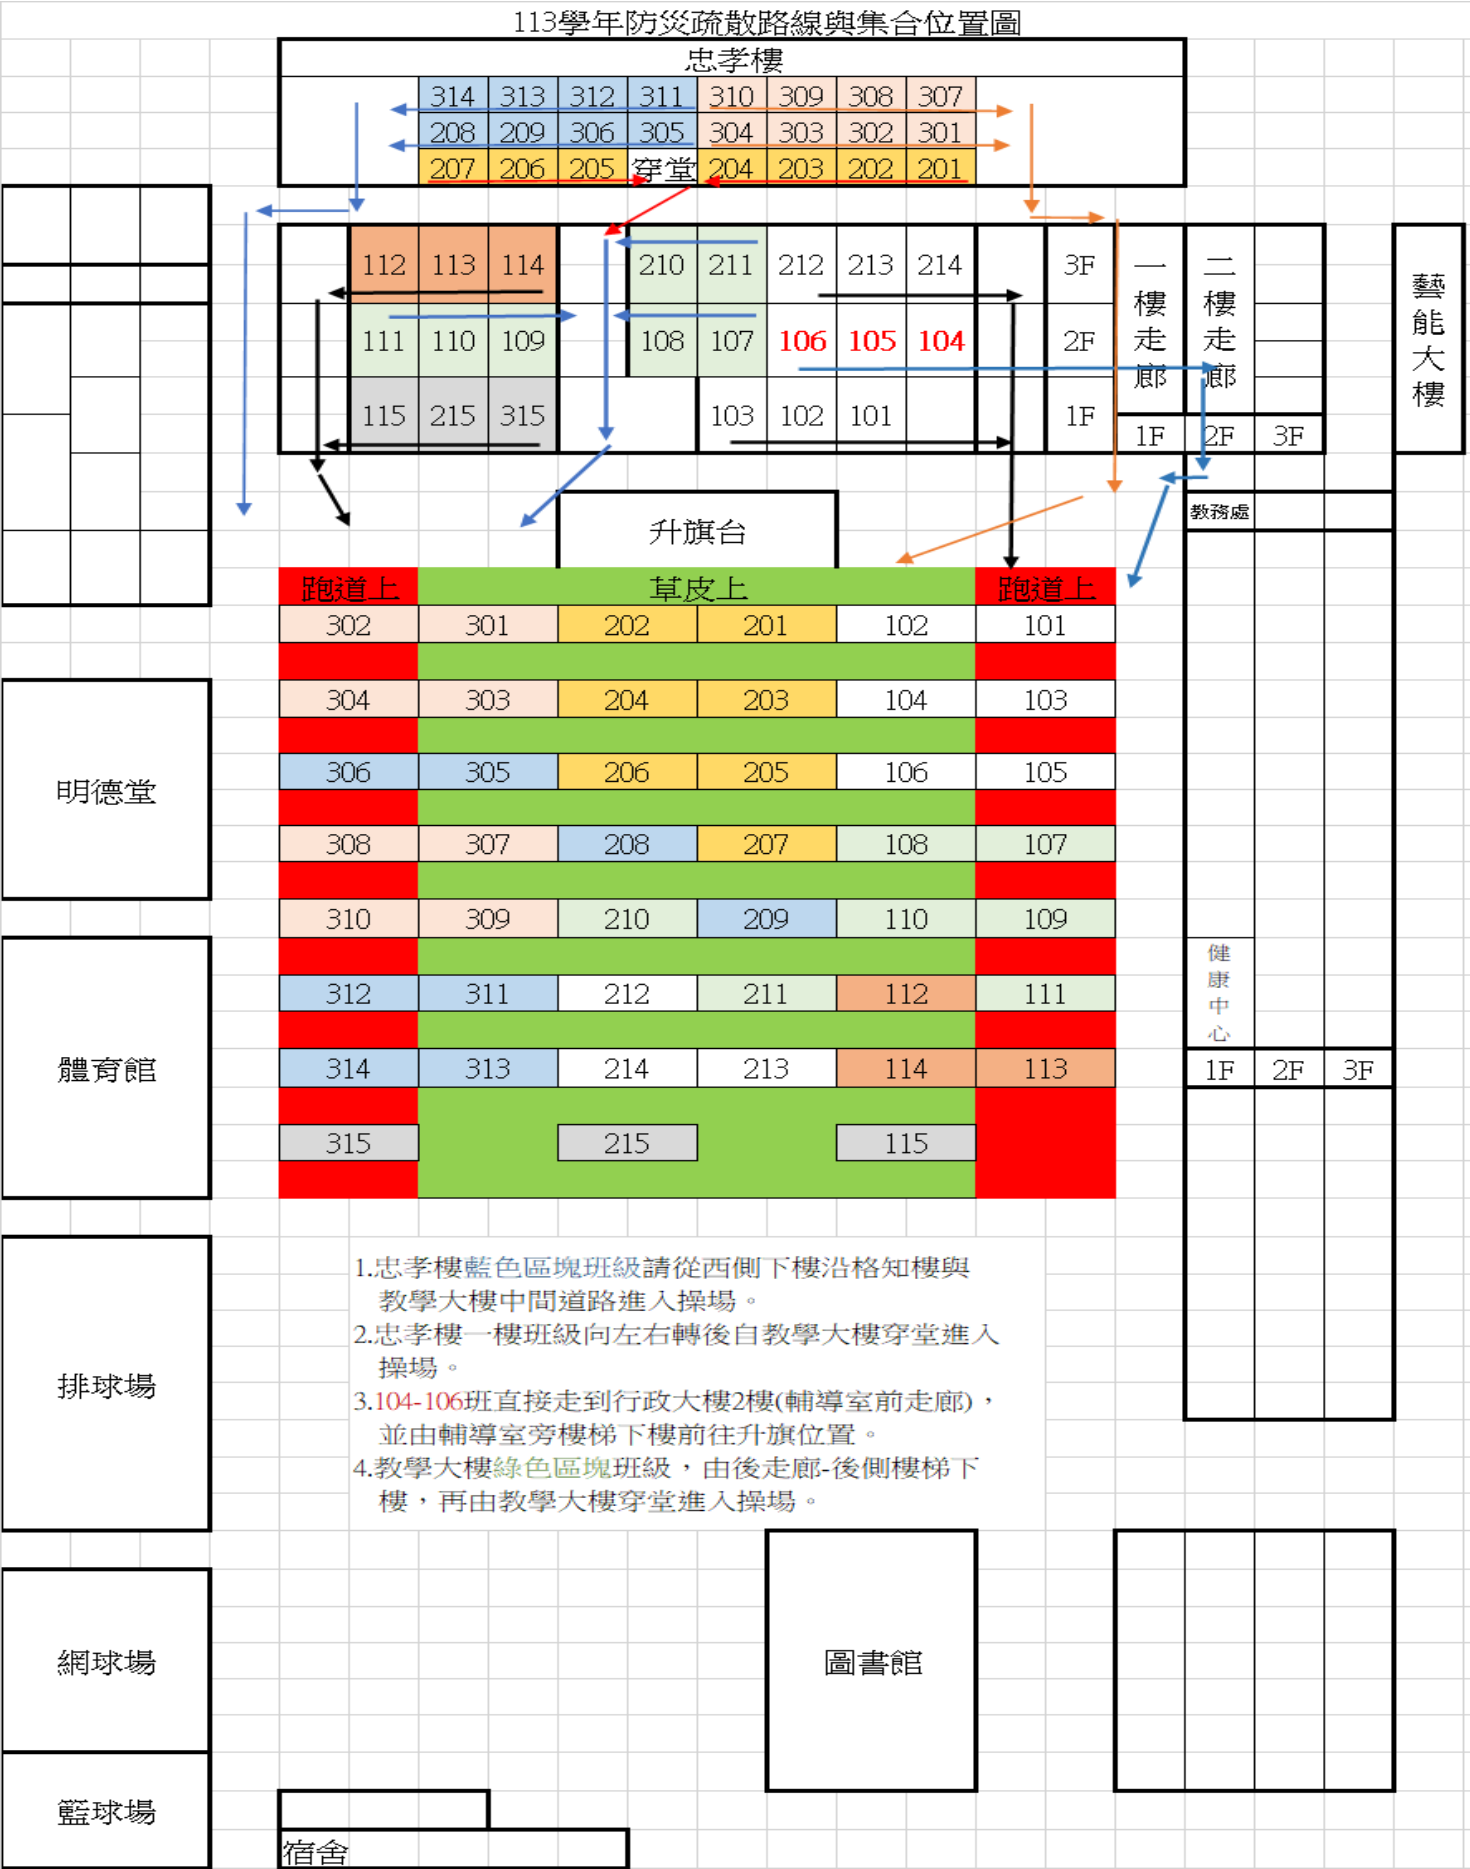 113學年防災疏散路線與集合位置圖
忠孝樓
314 313 312 311 310 309 308 307
208 209 306 305 304 303 302 301
207 206 205 穿堂 204 203 202 201
112 113 114 210 211 212 213 214 3F
111 110 109 108 107 106 105 104 2F
115 215 315 103 102 101 1F
一樓走廊
二樓走廊
1F 2F 3F
藝能大樓
教務處
升旗台
跑道上 草皮上 跑道上
302 301 202 201 102 101
304 303 204 203 104 103
306 305 206 205 106 105
308 307 208 207 108 107
310 309 210 209 110 109
312 311 212 211 112 111
314 313 214 213 114 113
315 215 115
明德堂
體育館
健康中心
1F 2F 3F
排球場
1.忠孝樓藍色區塊班級請從西側下樓沿格知樓與
教學大樓中間道路進入操場。
2.忠孝樓一樓班級向左右轉後自教學大樓穿堂進入
操場。
3.104-106班直接走到行政大樓2樓(輔導室前走廊)，
並由輔導室旁樓梯下樓前往升旗位置。
4.教學大樓綠色區塊班級，由後走廊-後側樓梯下
樓，再由教學大樓穿堂進入操場。
網球場
圖書館
籃球場
宿舍